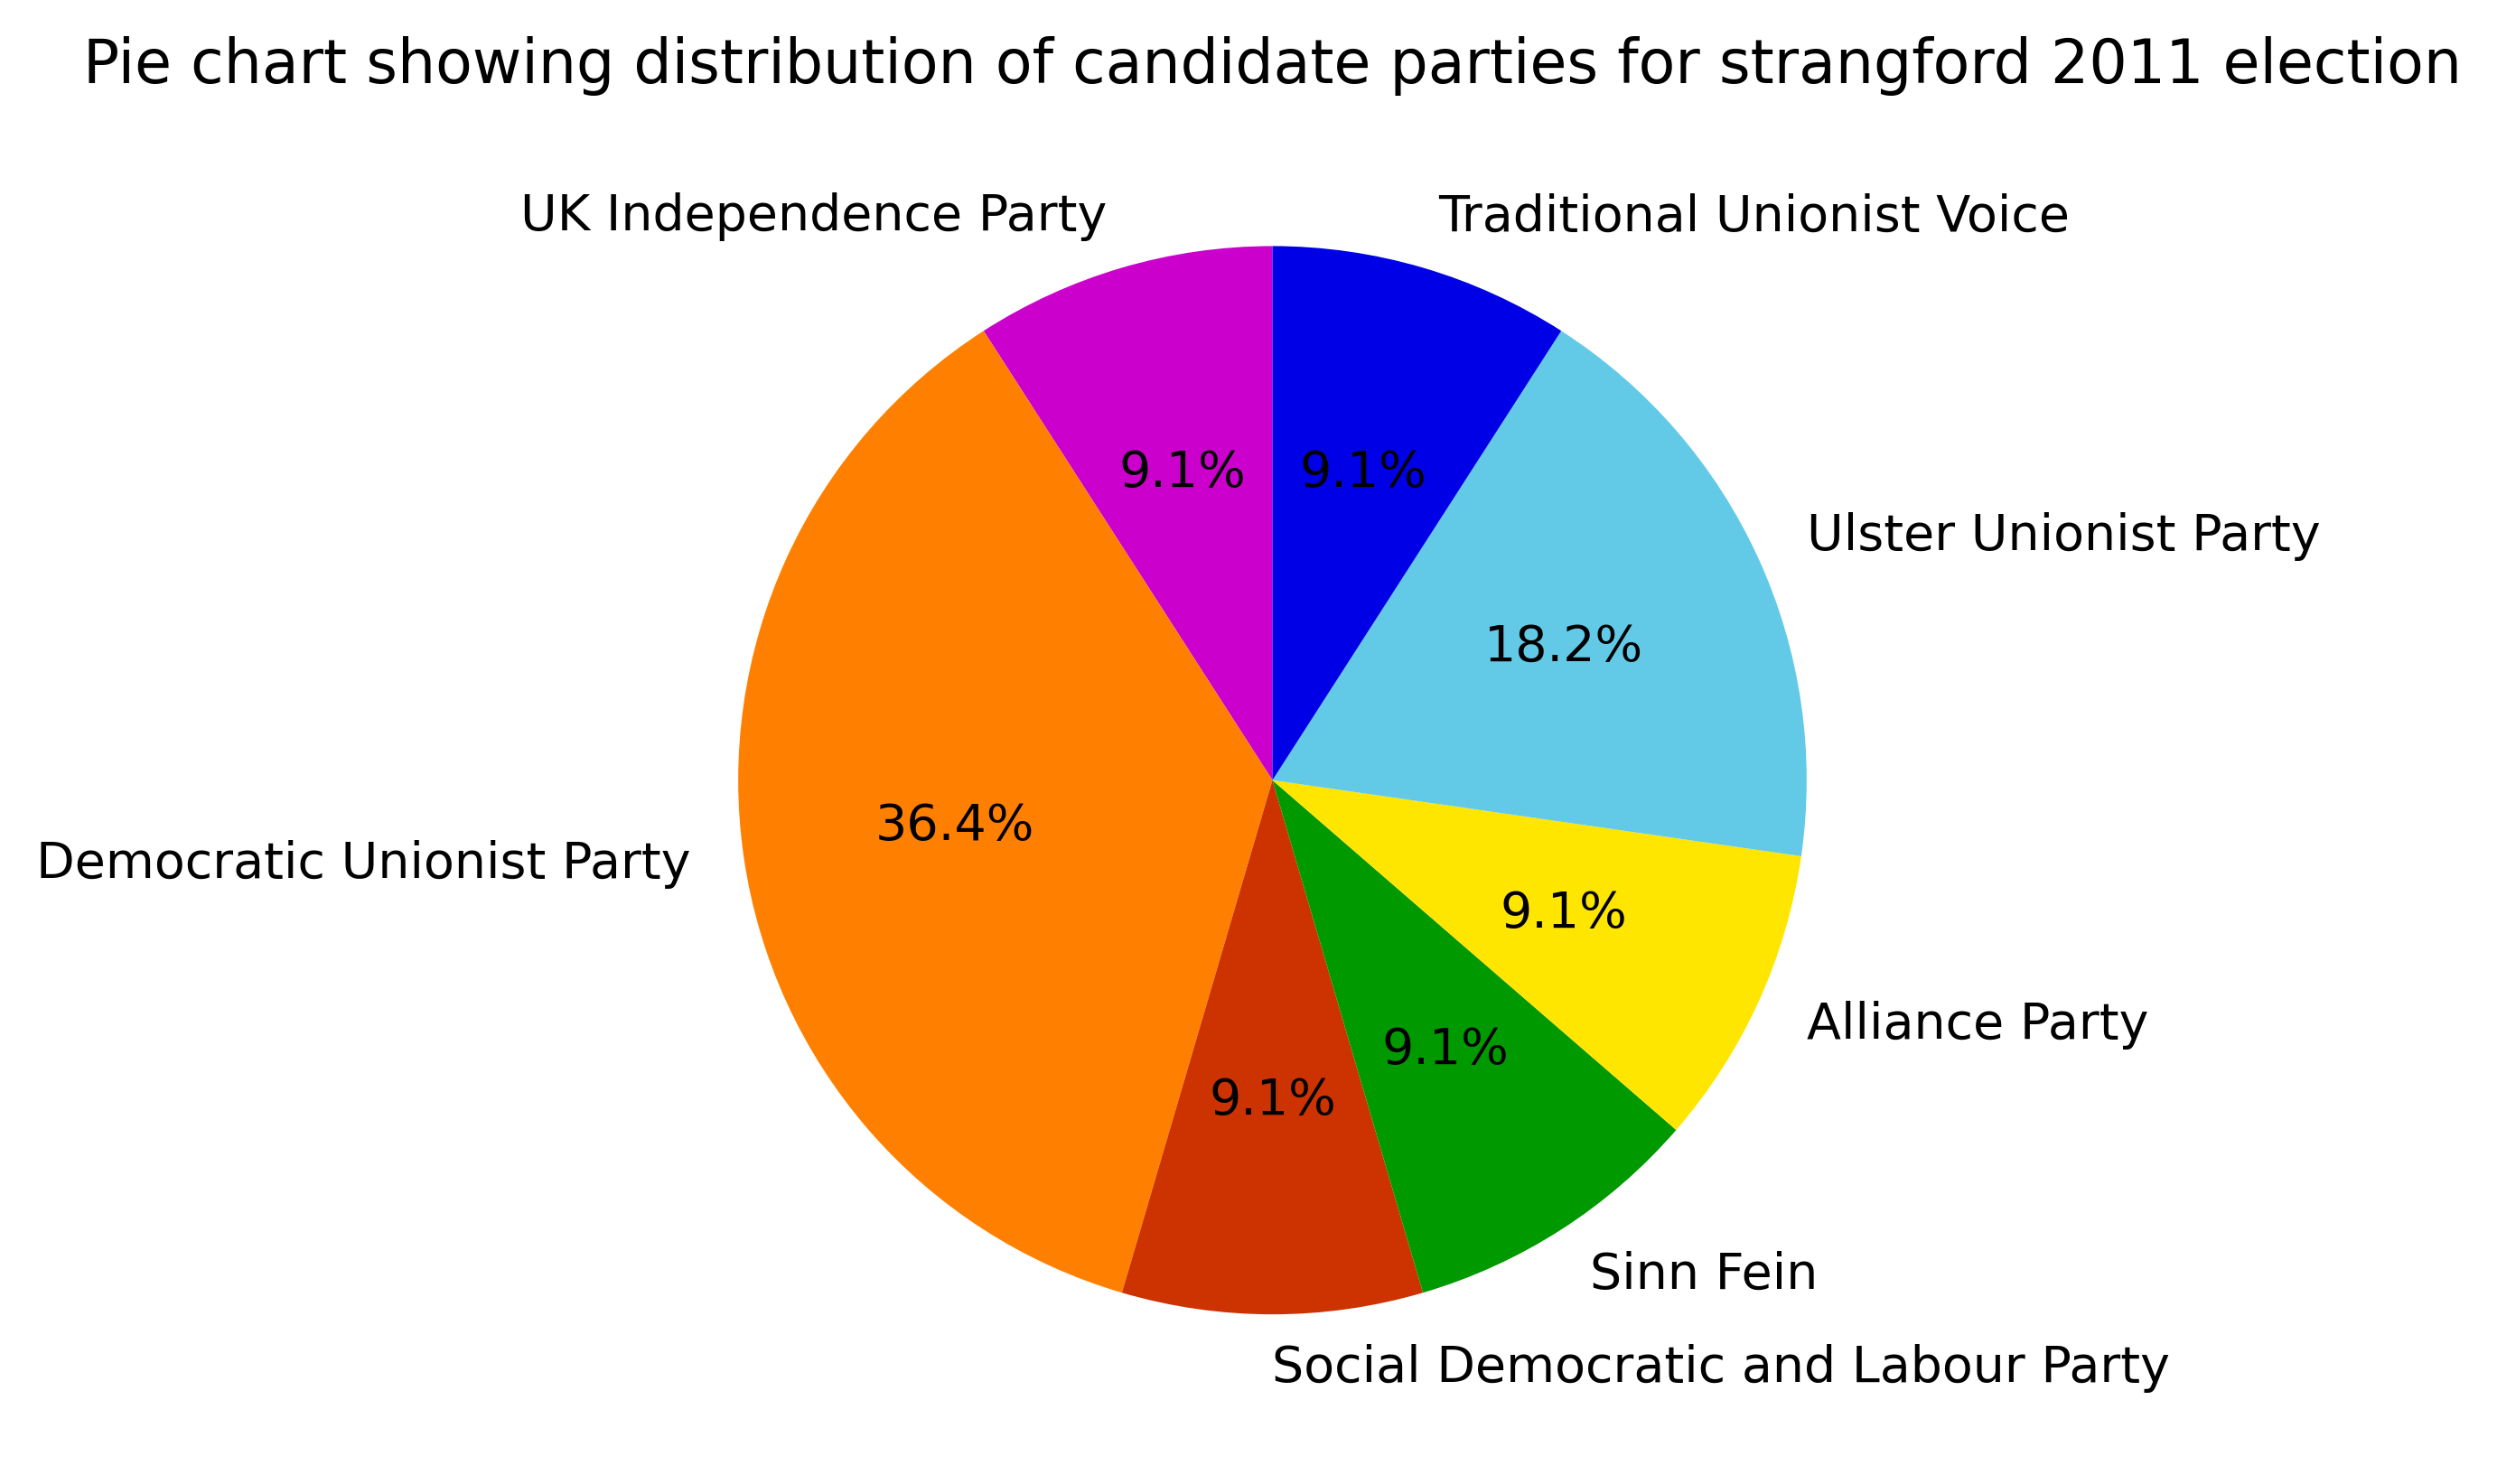 Pie chart showing distribution of candidate parties for strangford 2011 election
UK Independence Party
Traditional Unionist Voice
9.1%
9.1%
Ulster Unionist Party
18.2%
36.4%
Democratic Unionist Party
9.1%
Alliance Party
9.1%
9.1%
Sinn Fein
Social Democratic and Labour Party